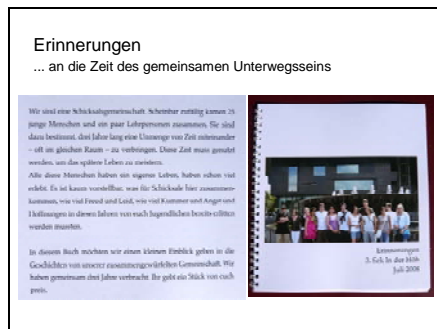 Erinnerungen
... an die Zeit des gemeinsamen Unterwegsseins
Wir sind eine Schicksalsgemeinschaft. Scheinbar zufällig kamen 25
junge Menschen und ein paar Lehrpersonen zusammen. Sie sind
dazu bestimmt, drei Jahre lang eine Unmenge von Zeit miteinander
– oft im gleichen Raum – zu verbringen. Diese Zeit muss genutzt
werden, um das spätere Leben zu meistern.
Alle diese Menschen haben ein eigenes Leben, haben schon viel
erlebt. Es ist kaum vorstellbar, was für Schicksale hier zusammen-
kommen, wie viel Freud und Leid, wie viel Kummer und Angst und
Hoffnungen in diesen Jahren von euch Jugendlichen bereits erlitten
werden mussten.
In diesem Buch möchten wir einen kleinen Einblick geben in die
Geschichten von unserer zusammengewürfelten Gemeinschaft. Wir
haben gemeinsam drei Jahre verbracht. Ihr gebt ein Stück von euch
preis.
Erinnerungen
3. Sek In der Höh
Juli 2008